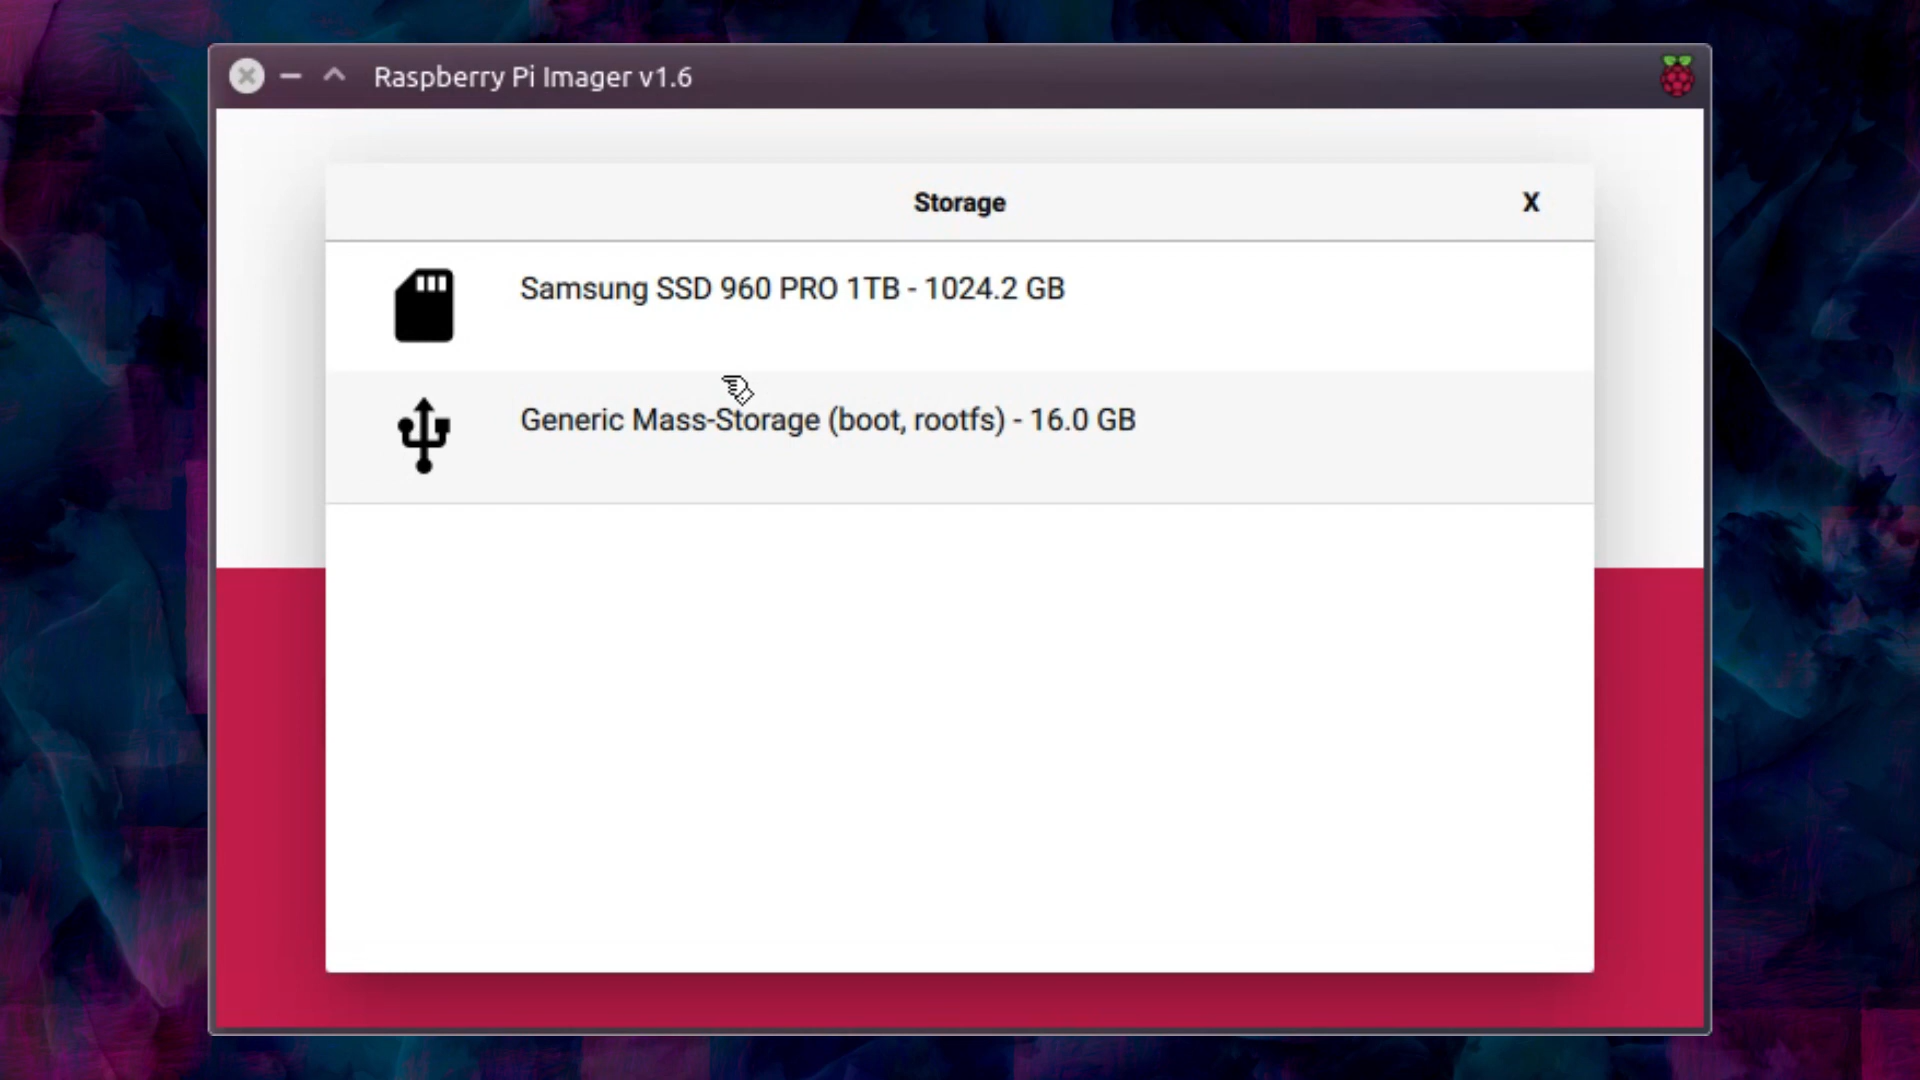 Raspberry Pi Imager v1.6
Storage
X
Samsung SSD 960 PRO 1TB - 1024.2 GB
Generic Mass-Storage (boot, rootfs) - 16.0 GB